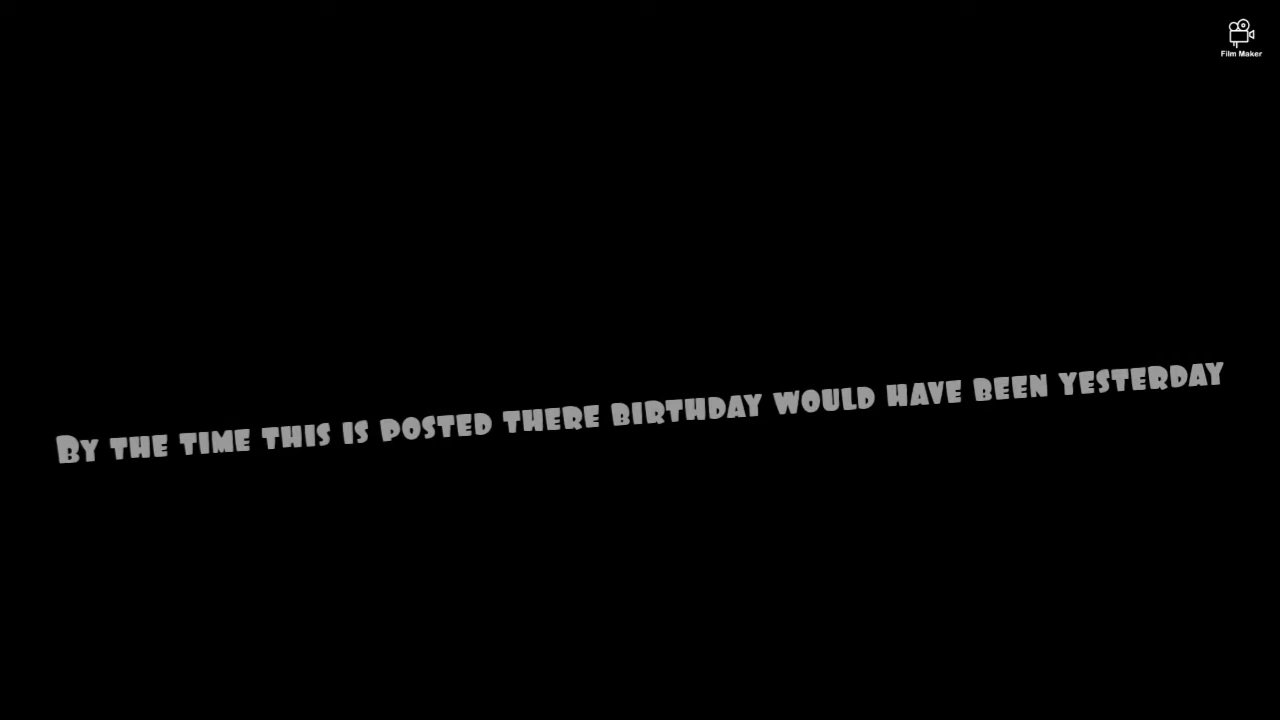 Film Maker
By the time this is posted there birthday would have been yesterday